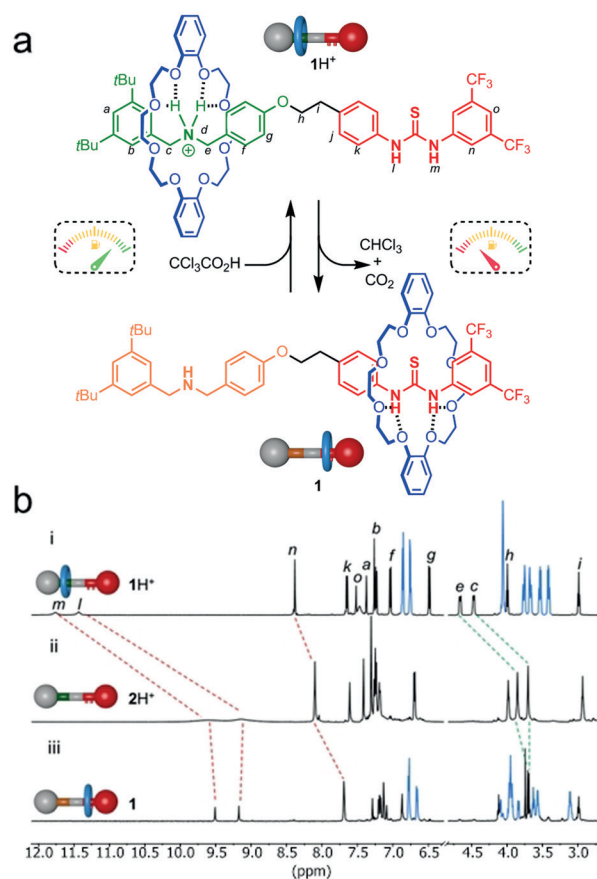 a
1H⁺
tBu
tBu
a
b
c
d
e
f
g
h
i
j
k
l
m
n
o
O
O
O
O
O
O
O
O
O
H
H
N
⊕
S
N
H
N
H
CF₃
CF₃
CCl₃CO₂H
CHCl₃
+
CO₂
tBu
tBu
NH
O
O
O
O
O
O
O
O
O
S
N
H
N
H
CF₃
CF₃
1
b
i
1H⁺
m l n k o a b f g e c h i
ii
2H⁺
iii
1
12.0 11.5 11.0 10.5 10.0 9.5 9.0 8.5 8.0 7.5 7.0 6.5 4.5 4.0 3.5 3.0
(ppm)